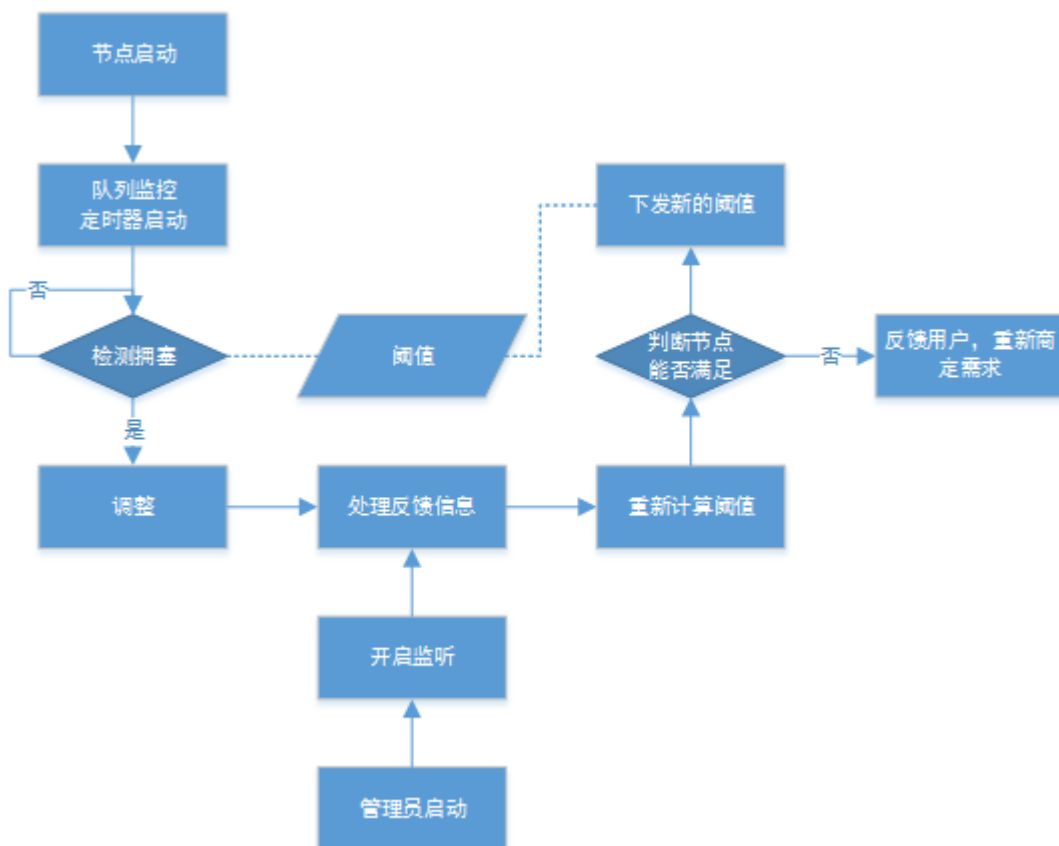 节点启动
队列监控
定时器启动
下发新的阈值
否
检测拥塞
阈值
判断节点
能否满足
否
反馈用户，重新商
定需求
是
调整
处理反馈信息
重新计算阈值
开启监听
管理员启动